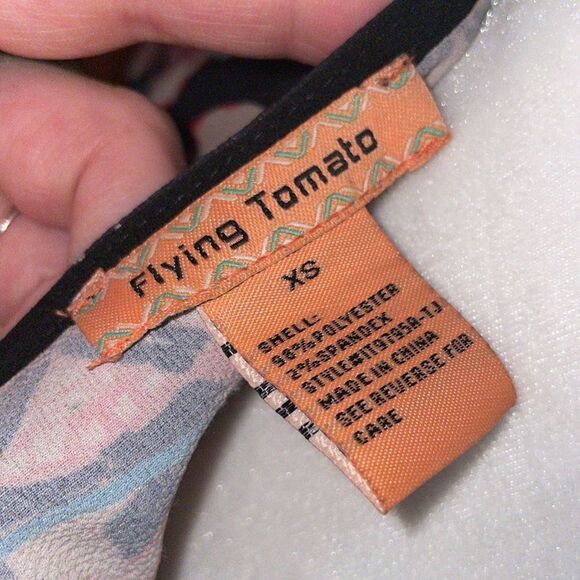 Flying Tomato
XS
SHELL:
98% POLYESTER
2% SPANDEX
MADE IN CHINA
SEE REVERSE FOR
CARE